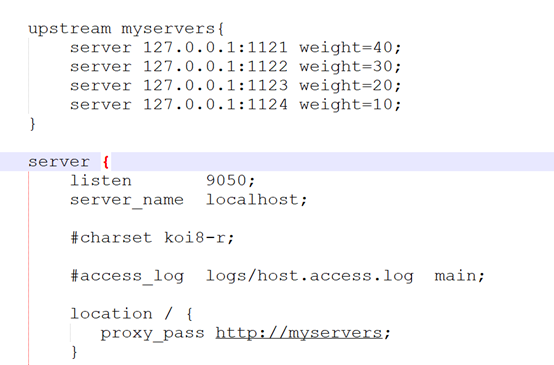 upstream myservers{
server 127.0.0.1:1121 weight=40;
server 127.0.0.1:1122 weight=30;
server 127.0.0.1:1123 weight=20;
server 127.0.0.1:1124 weight=10;
}
server {
listen 9050;
server_name localhost;
#charset koi8-r;
#access_log logs/host.access.log main;
location / {
proxy_pass http://myservers;
}